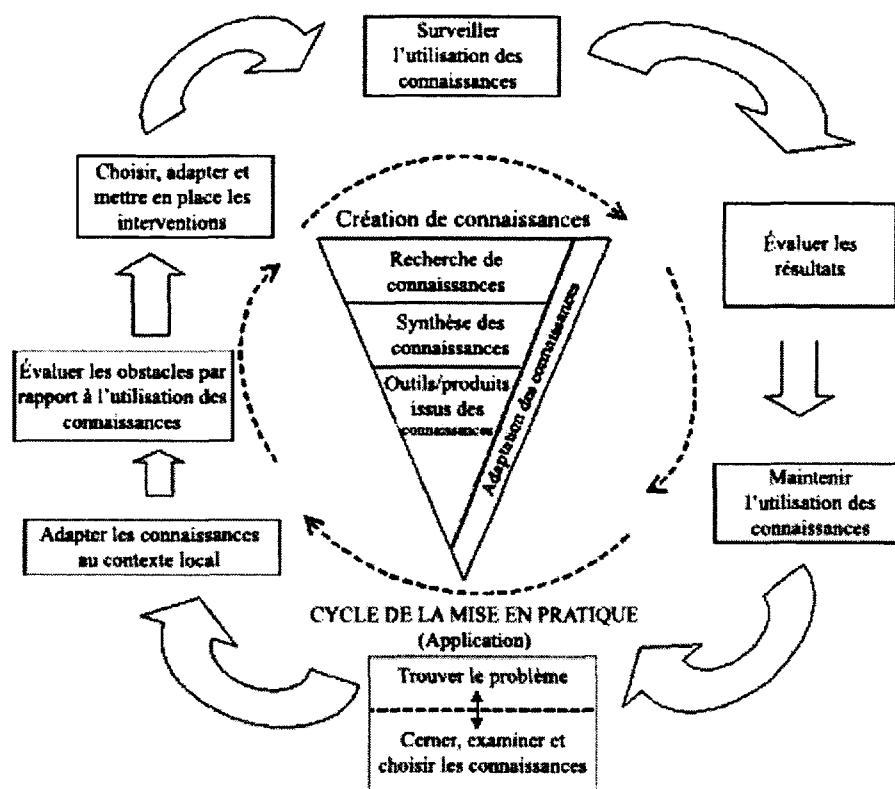 Surveiller
l'utilisation des
connaissances
Choisir, adapter et
mettre en place les
interventions
Création de connaissances
Évaluer les
résultats
Recherche de
connaissances
Synthèse des
connaissances
Outils/produits
issus des
connaissances
Adaptation des connaissances
Évaluer les obstacles par
rapport à l'utilisation des
connaissances
Maintenir
l'utilisation des
connaissances
Adapter les connaissances
au contexte local
CYCLE DE LA MISE EN PRATIQUE
(Application)
Trouver le problème
Cerner, examiner et
choisir les connaissances